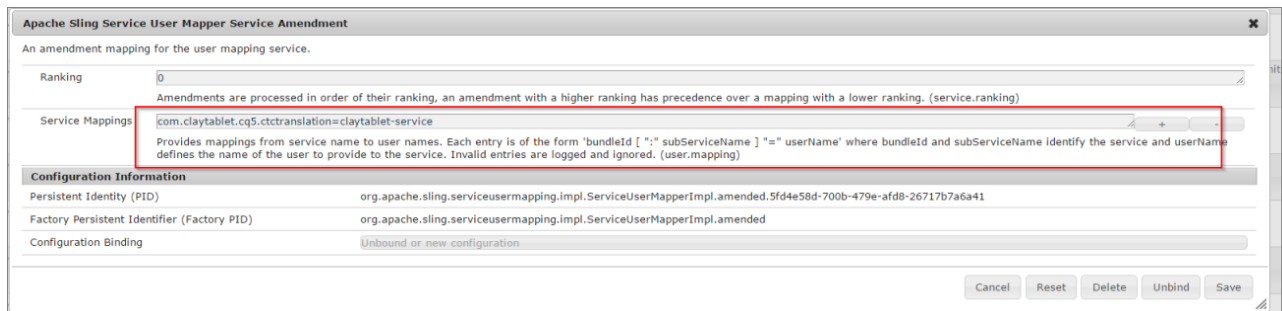 Apache Sling Service User Mapper Service Amendment
An amendment mapping for the user mapping service.
Ranking
0
Amendments are processed in order of their ranking, an amendment with a higher ranking has precedence over a mapping with a lower ranking. (service.ranking)
Service Mappings
com.claytablet.cq5.ctctranslation=claytablet-service
+
-
Provides mappings from service name to user names. Each entry is of the form 'bundleId [ ":" subServiceName ] "=" userName' where bundleId and subServiceName identify the service and userName
defines the name of the user to provide to the service. Invalid entries are logged and ignored. (user.mapping)
Configuration Information
Persistent Identity (PID)
org.apache.sling.serviceusermapping.impl.ServiceUserMapperImpl.amended.5fd4e58d-700b-479e-afd8-26717b7a6a41
Factory Persistent Identifier (Factory PID)
org.apache.sling.serviceusermapping.impl.ServiceUserMapperImpl.amended
Configuration Binding
Unbound or new configuration
Cancel
Reset
Delete
Unbind
Save